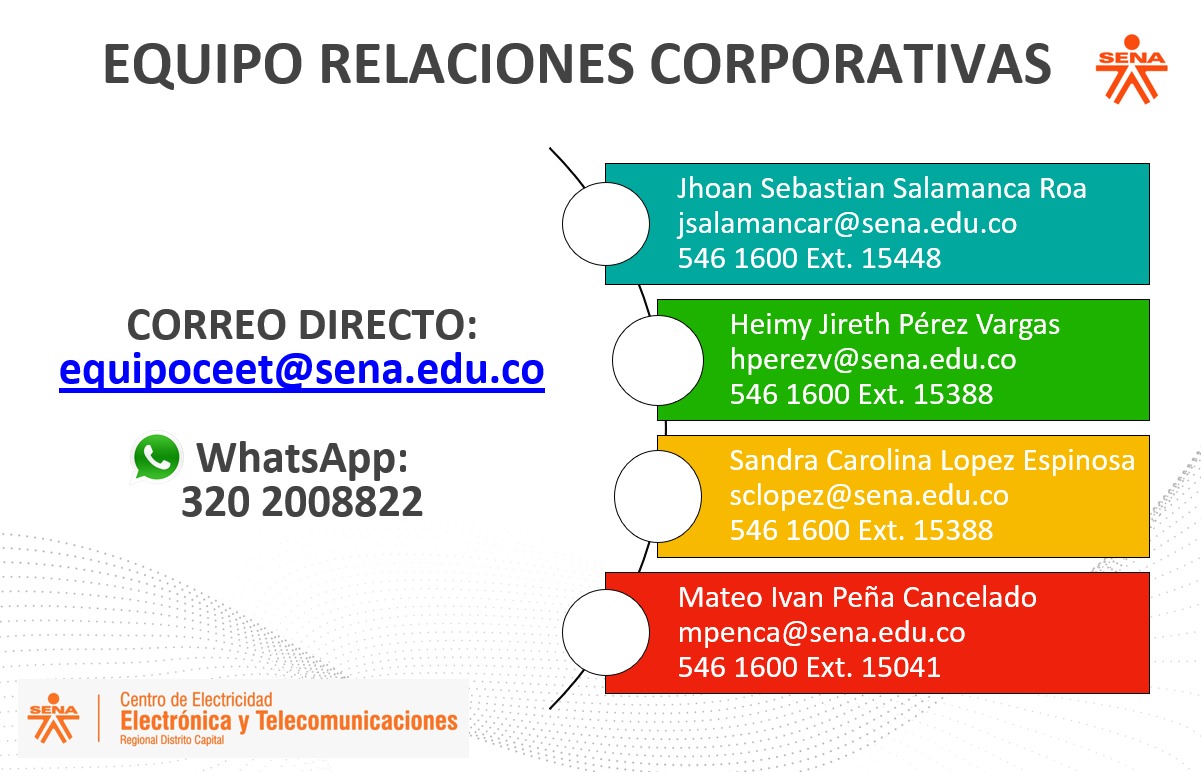 EQUIPO RELACIONES CORPORATIVAS
SENA
CORREO DIRECTO:
equipoceet@sena.edu.co
WhatsApp:
320 2008822
Jhoan Sebastian Salamanca Roa
jsalamancar@sena.edu.co
546 1600 Ext. 15448
Heimy Jireth Pérez Vargas
hperezv@sena.edu.co
546 1600 Ext. 15388
Sandra Carolina Lopez Espinosa
sclopez@sena.edu.co
546 1600 Ext. 15388
Mateo Ivan Peña Cancelado
mpenca@sena.edu.co
546 1600 Ext. 15041
SENA
Centro de Electricidad
Electrónica y Telecomunicaciones
Regional Distrito Capital